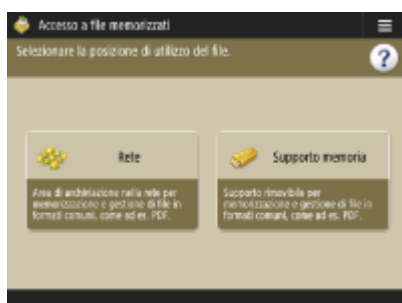 Accesso a file memorizzati
Selezionare la posizione di utilizzo del file.
?
Rete
Area di archiviazione nella rete per
memorizzazione e gestione di file in
formati comuni, come ad es. PDF.
Supporto memoria
Supporto rimovibile per
memorizzazione e gestione di file in
formati comuni, come ad es. PDF.